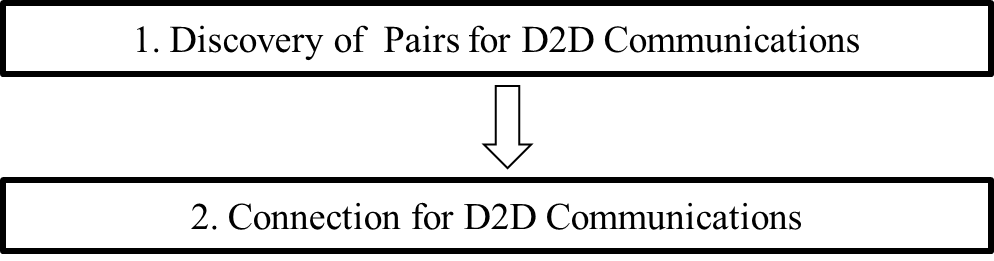 1. Discovery of Pairs for D2D Communications
2. Connection for D2D Communications